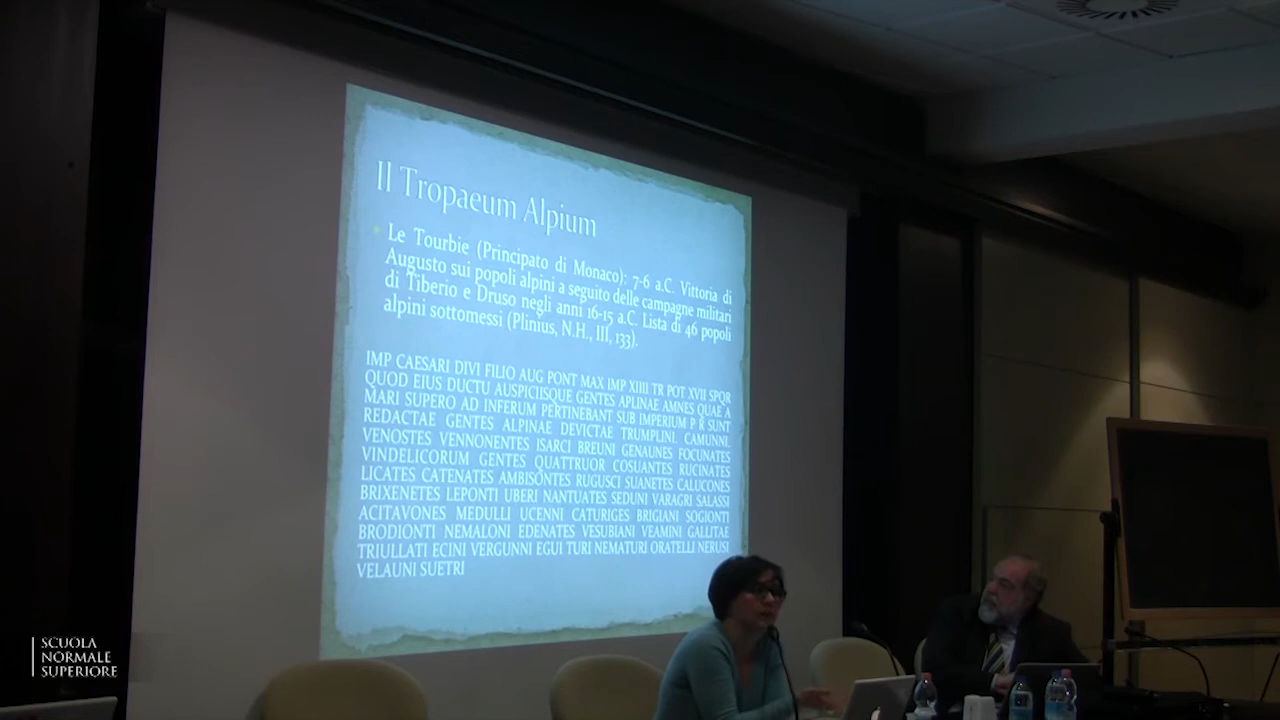 Il Tropaeum Alpium
Le Tourbie (Principato di Monaco): 7-6 a.C. Vittoria di
Augusto sui popoli alpini a seguito delle campagne militari
di Tiberio e Druso negli anni 16-15 a.C. Lista di 46 popoli
alpini sottomessi (Plinius, N.H., III, 133).
IMP CAESARI DIVI FILIO AUG PONT MAX IMP XIIII TR POT XVII SPQR
QUOD EIUS DUCTU AUSPICIISQUE GENTES APLINAE AMNES QUAE A
MARI SUPERO AD INFERUM PERTINEBANT SUB IMPERIUM P R SUNT
REDACTAE GENTES ALPINAE DEVICTAE TRUMPLINI. CAMUNNI.
VENOSTES VENNONENTES ISARCI BREUNI GENAUNES FOCUNATES
VINDELICORUM GENTES QUATTRUOR COSUANTES RUCINATES
LICATES CATENATES AMBISONTES RUGUSCI SUANETES CALUCONES
BRIXENETES LEPONTI UBERI NANTUATES SEDUNI VARAGRI SALASSI
ACITAVONES MEDULLI UCENNI CATURIGES BRIGIANI SOGIONTI
BRODIONTI NEMALONI EDENATES VESUBIANI VEAMINI GALLITAE
TRIULLATI ECINI VERGUNNI EGUI TURI NEMATURI ORATELLI NERUSI
VELAUNI SUETRI
SCUOLA
NORMALE
SUPERIORE